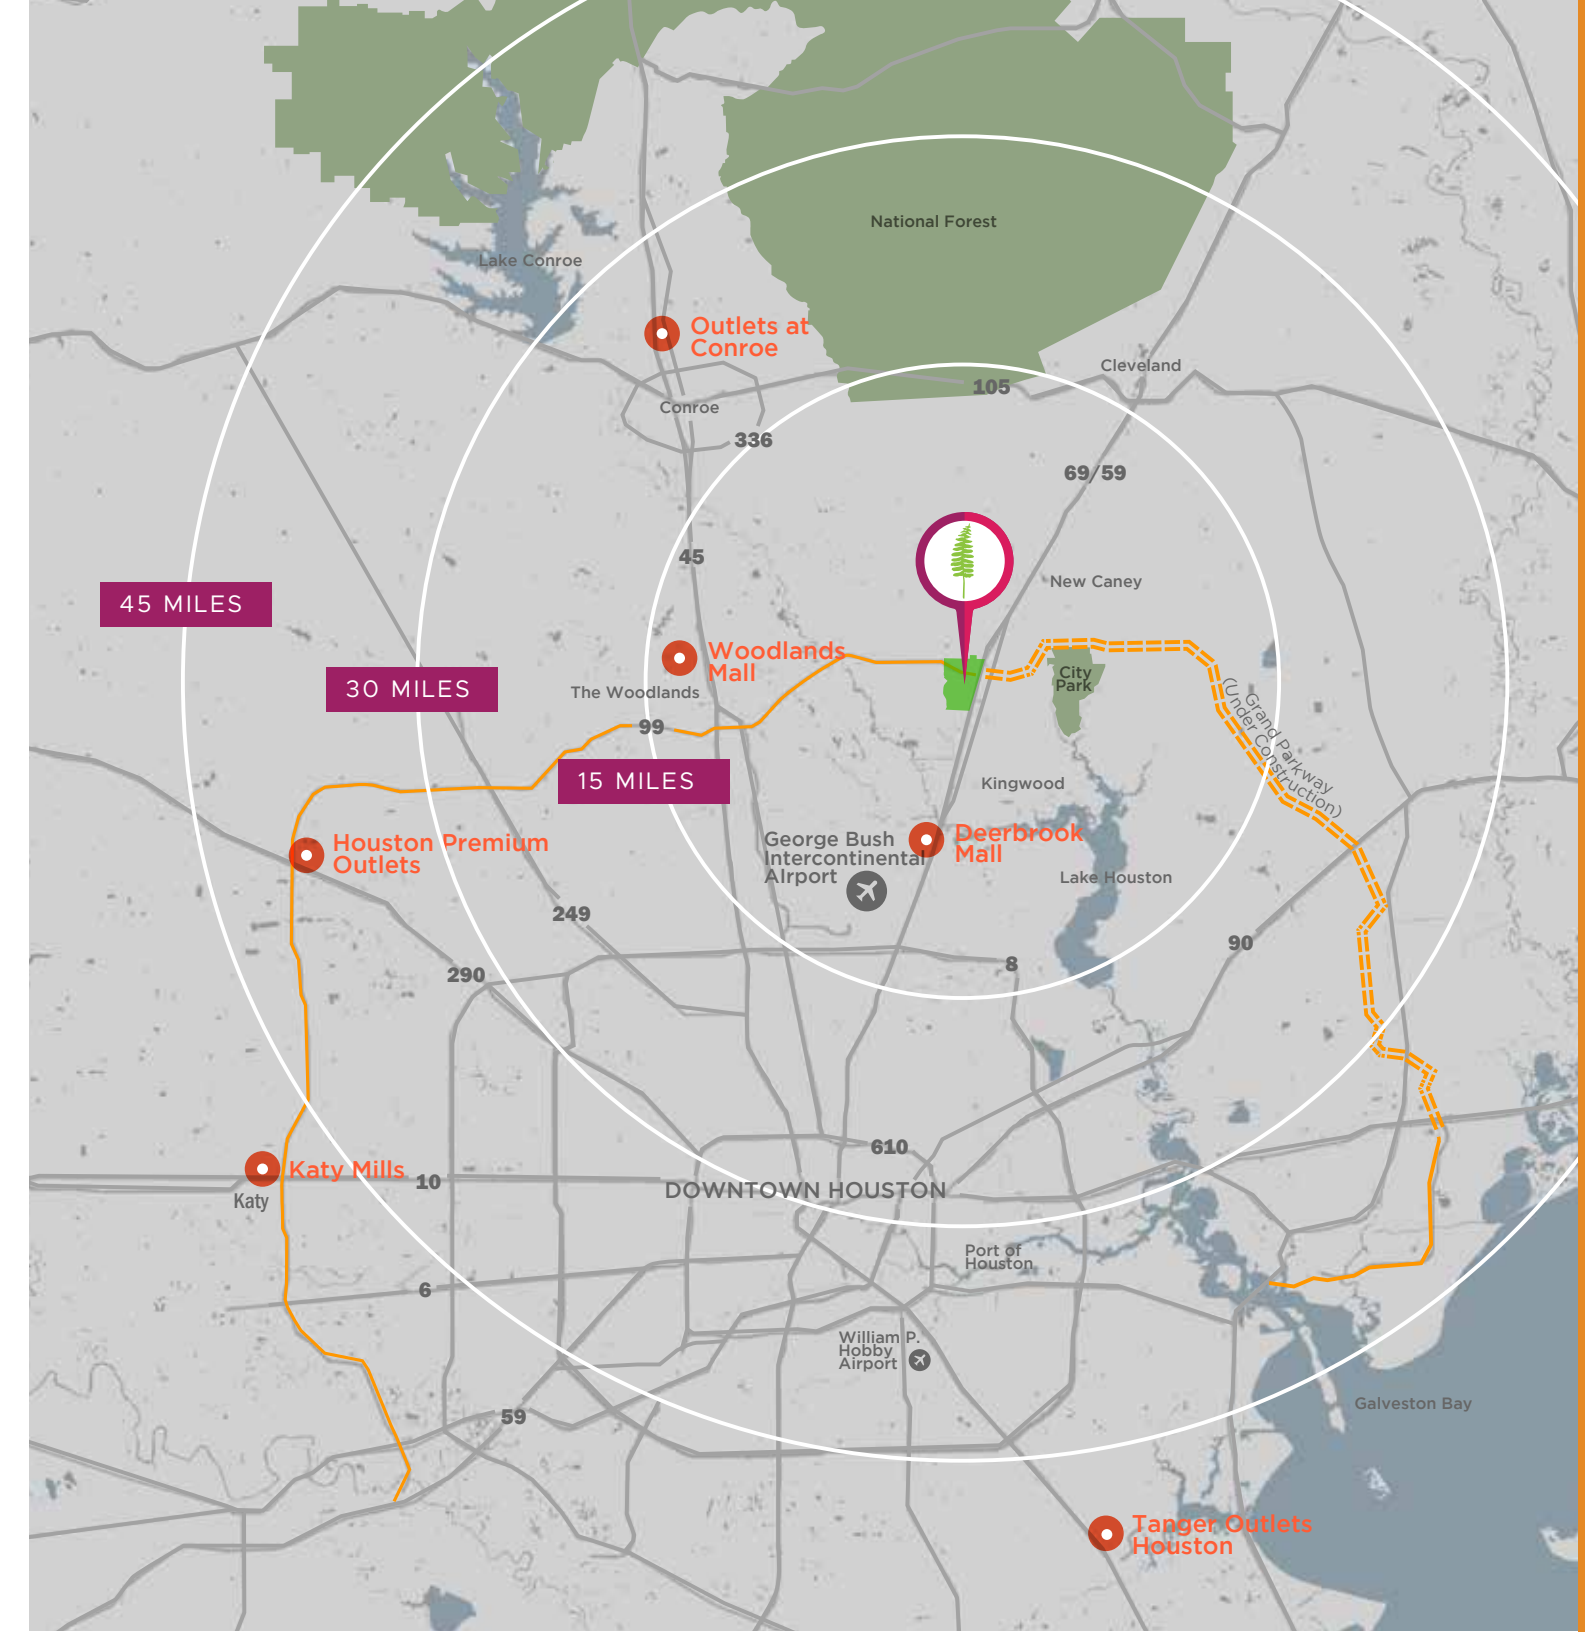 National Forest
Lake Conroe
Outlets at
Conroe
Cleveland
105
Conroe
336
69/59
45
New Caney
45 MILES
Woodlands
Mall
City
Park
30 MILES
The Woodlands
99
Grand Parkway
(Under Construction)
15 MILES
Kingwood
Houston Premium
Outlets
George Bush
Intercontinental
AIrport
Deerbrook
Mall
Lake Houston
249
90
8
290
610
Katy Mills
10
DOWNTOWN HOUSTON
Katy
Port of
Houston
6
William P.
Hobby
Airport
Galveston Bay
59
Tanger Outlets
Houston